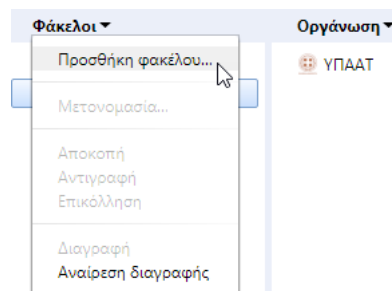 Φάκελοι
Οργάνωση
Προσθήκη φακέλου...
ΥΠΑΑΤ
Μετονομασία...
Αποκοπή
Αντιγραφή
Επικόλληση
Διαγραφή
Αναίρεση διαγραφής